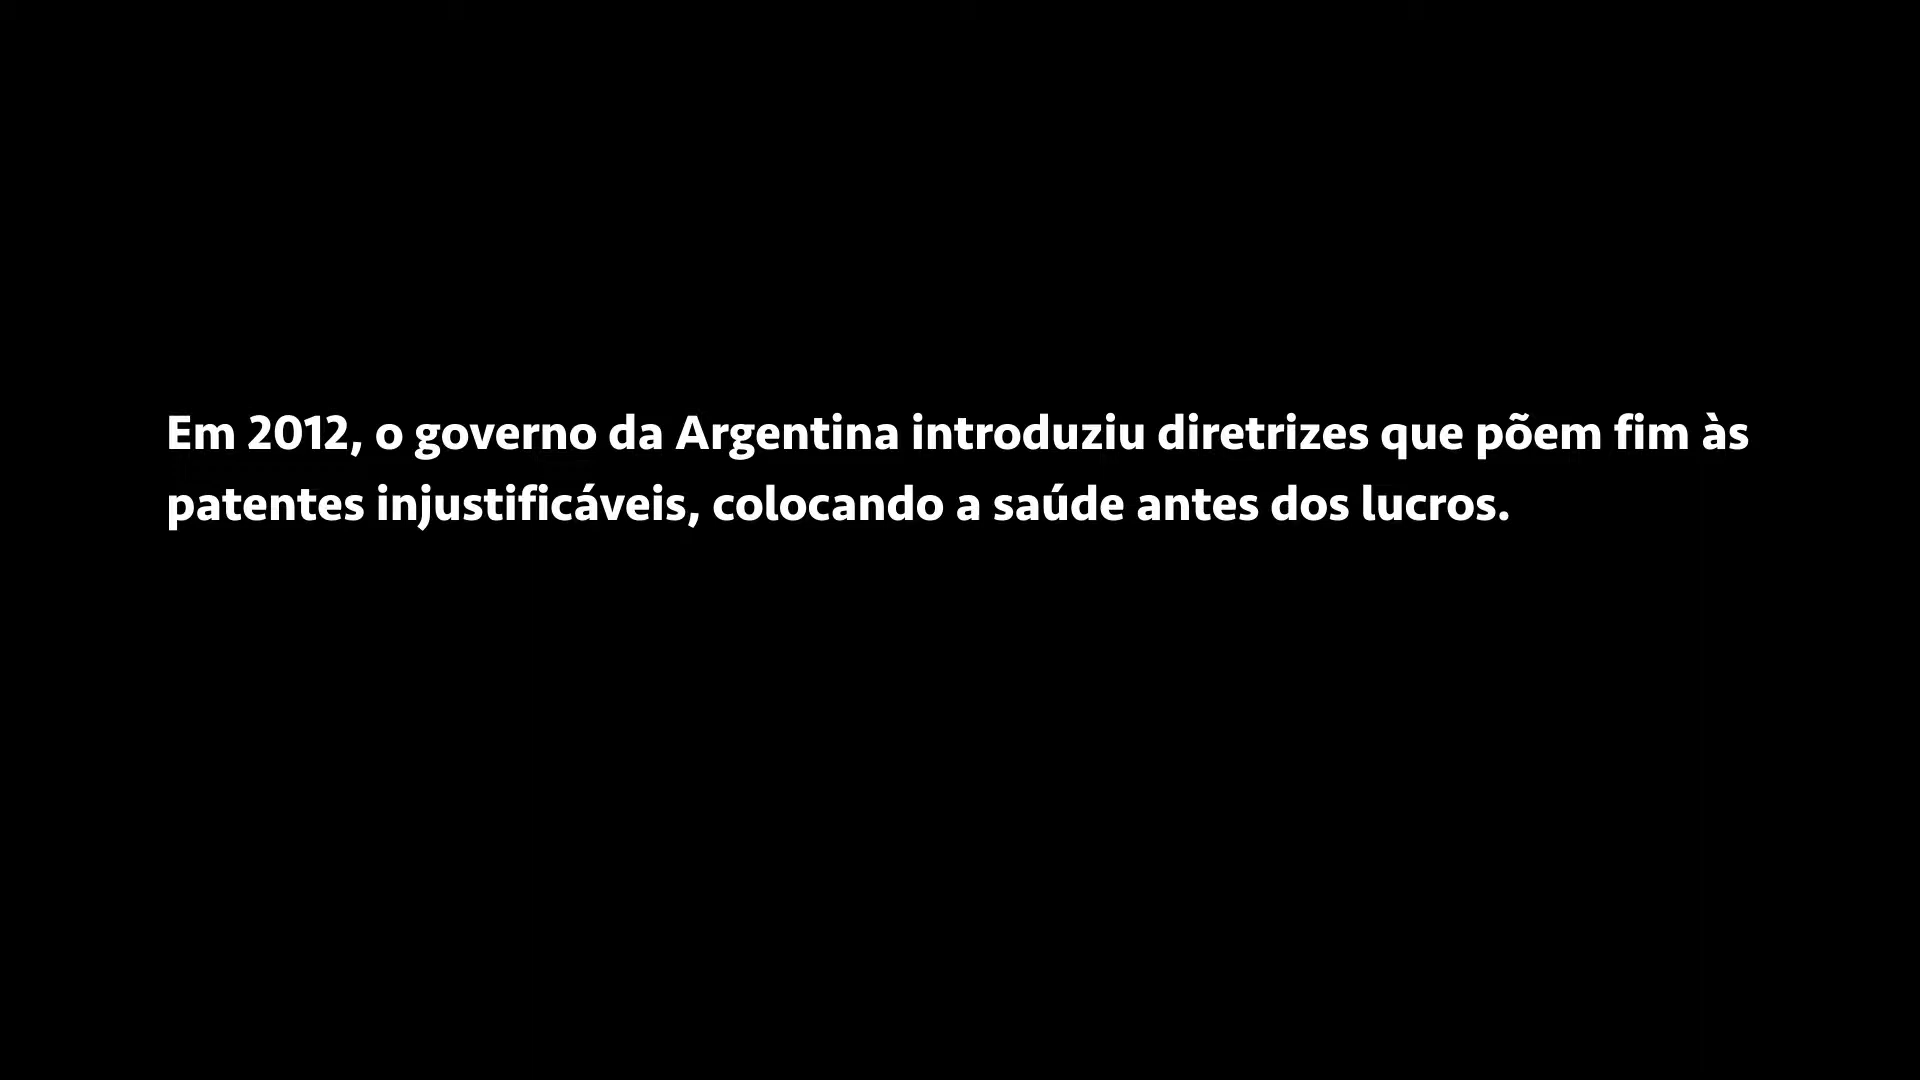 Em 2012, o governo da Argentina introduziu diretrizes que põem fim às
patentes injustificáveis, colocando a saúde antes dos lucros.